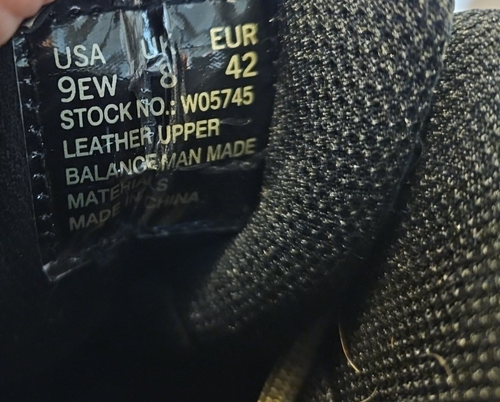 USA UK EUR
9EW 8 42
STOCK NO.: W05745
LEATHER UPPER
BALANCE MAN MADE
MATERIALS
MADE IN CHINA